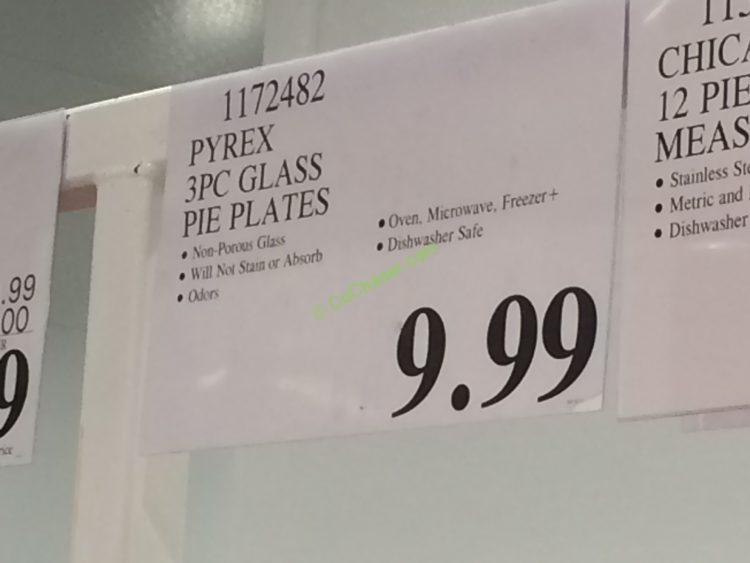 1172482
PYREX
3PC GLASS
PIE PLATES
• Non-Porous Glass
• Will Not Stain or Absorb
• Odors
• Oven, Microwave, Freezer+
• Dishwasher Safe
9.99
.99
00
9
CHICA
12 PIE
MEAS
• Stainless Ste
• Metric and
• Dishwasher